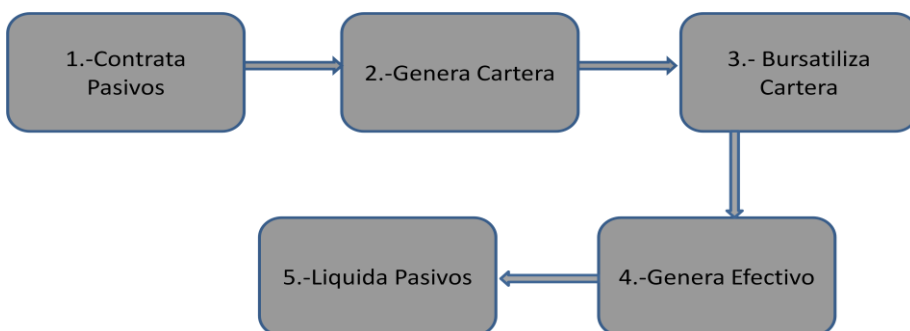 1.-Contrata
Pasivos
2.-Genera Cartera
3.- Bursatiliza
Cartera
4.-Genera Efectivo
5.-Liquida Pasivos